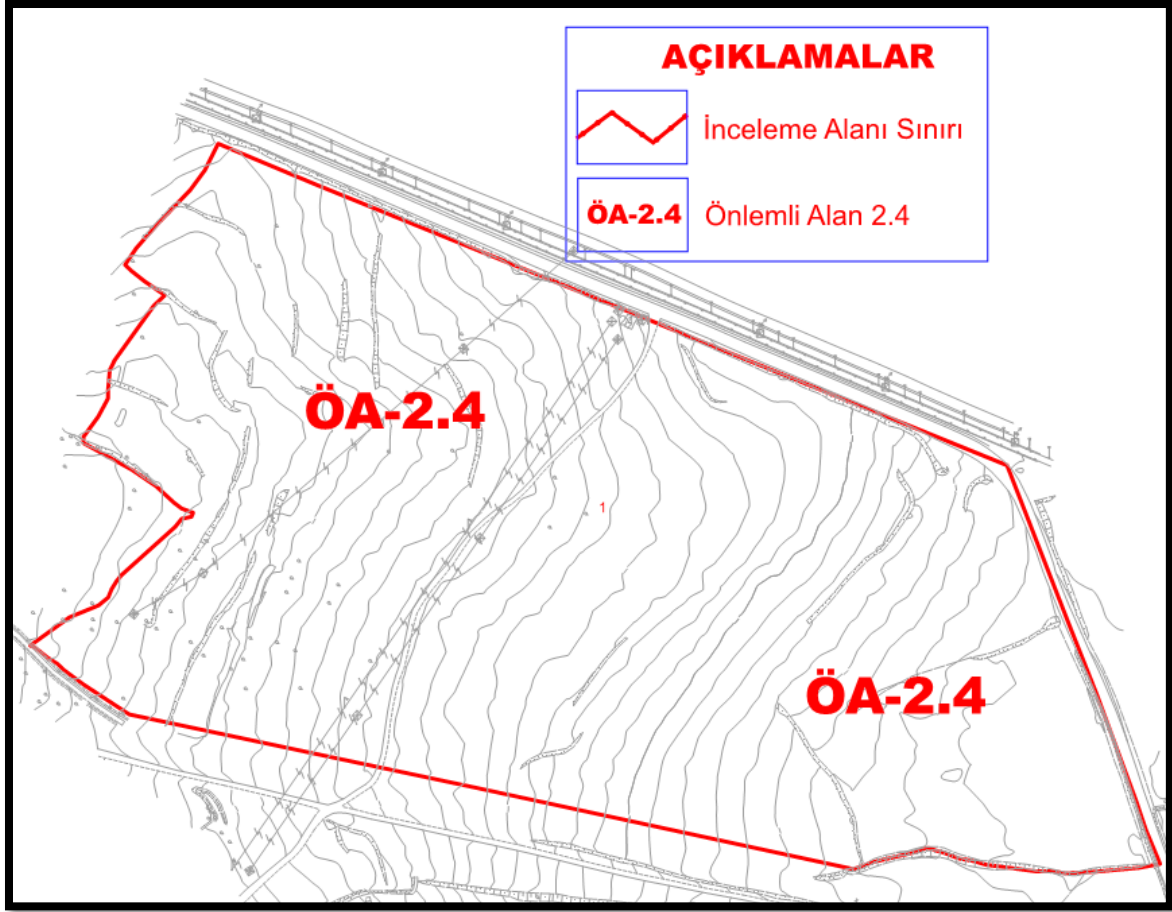 AÇIKLAMALAR
İnceleme Alanı Sınırı
ÖA-2.4 Önlemli Alan 2.4
ÖA-2.4
1
ÖA-2.4